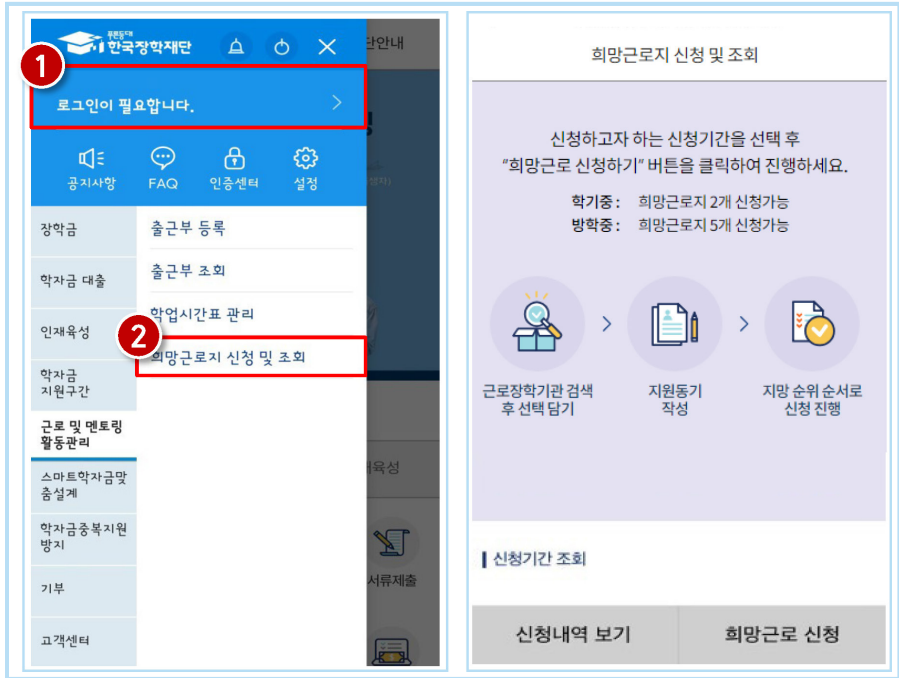 푸른등대
한국장학재단
단안내
1
로그인이 필요합니다.
공지사항
FAQ
인증센터
설정
장학금
학자금 대출
인재육성
학자금
지원구간
근로 및 멘토링
활동관리
스마트학자금맞
춤설계
학자금중복지원
방지
기부
고객센터
출근부 등록
출근부 조회
학업시간표 관리
2
희망근로지 신청 및 조회
육성
서류제출
희망근로지 신청 및 조회
신청하고자 하는 신청기간을 선택 후
“희망근로 신청하기” 버튼을 클릭하여 진행하세요.
학기중 : 희망근로지 2개 신청가능
방학중 : 희망근로지 5개 신청가능
근로장학기관 검색
후 선택 담기
지원동기
작성
지망 순위 순서로
신청 진행
신청기간 조회
신청내역 보기
희망근로 신청